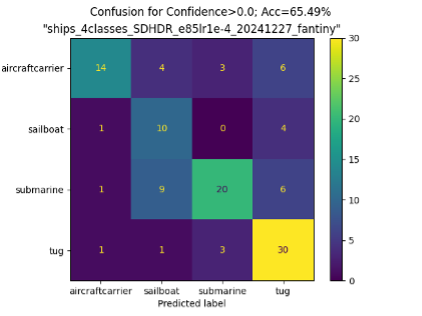 Confusion for Confidence>0.0; Acc=65.49%
"ships_4classes_SDHDR_e85lr1e-4_20241227_fantiny"
aircraftcarrier 14 4 3 6
sailboat 1 10 0 4
submarine 1 9 20 6
tug 1 1 3 30
aircraftcarrier sailboat submarine tug
Predicted label
30
25
20
15
10
5
0